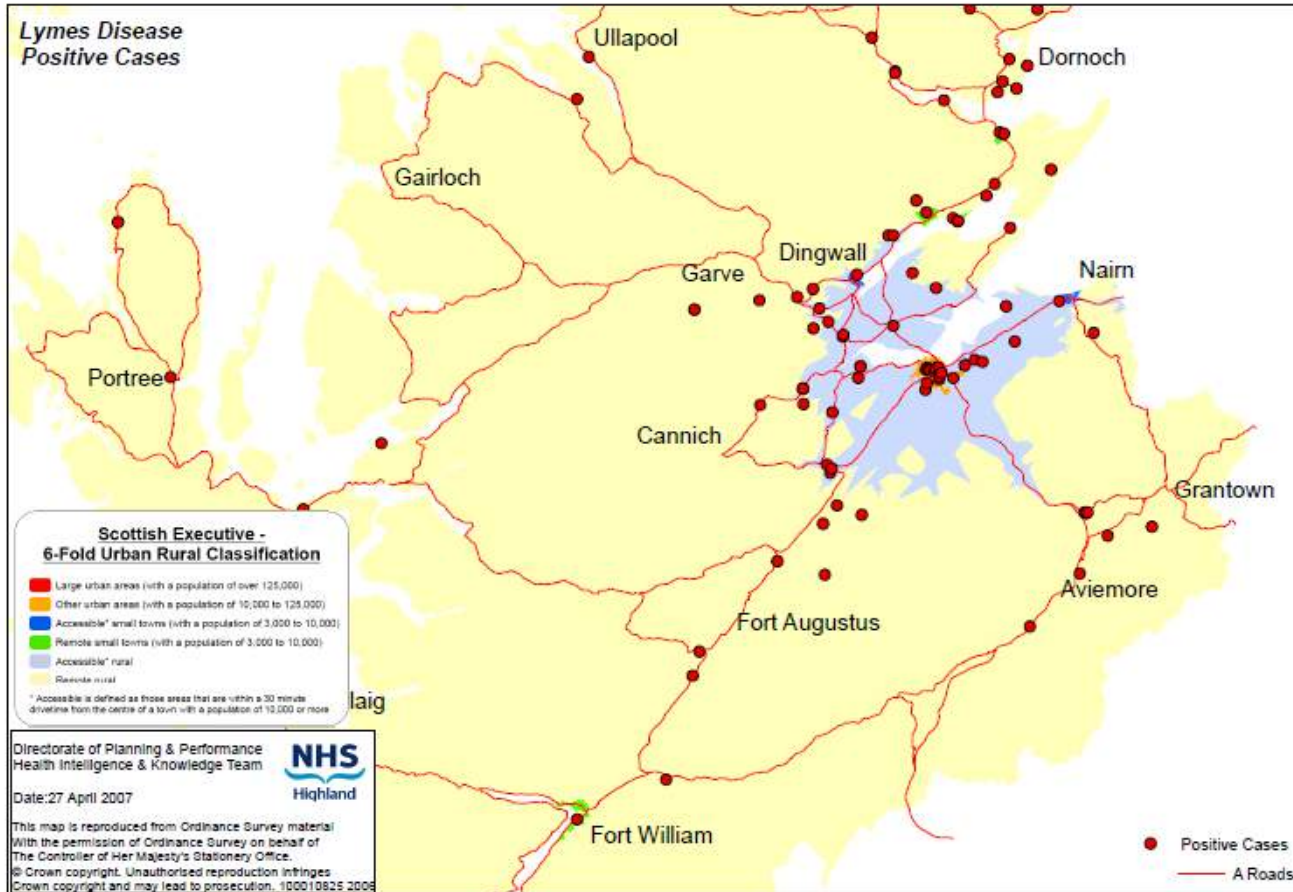 Lymes Disease
Positive Cases
Ullapool
Dornoch
Gairloch
Dingwall
Garve
Nairn
Portree
Cannich
Grantown
Aviemore
Fort Augustus
laig
Fort William
Scottish Executive -
6-Fold Urban Rural Classification
Large urban areas (with a population of over 125,000)
Other urban areas (with a population of 10,000 to 125,000)
Accessible* small towns (with a population of 3,000 to 10,000)
Remote small towns (with a population of 3,000 to 10,000)
Accessible* rural
Remote rural
* Accessible is defined as those areas that are within a 30 minute
drivetime from the centre of a town with a population of 10,000 or more
Directorate of Planning & Performance
Health Intelligence & Knowledge Team
NHS
Highland
Date:27 April 2007
This map is reproduced from Ordinance Survey material
With the permission of Ordinance Survey on behalf of
The Controller of Her Majesty's Stationery Office.
© Crown copyright. Unauthorised reproduction infringes
Crown copyright and may lead to prosecution. 100010825 2006
Positive Cases
A Roads